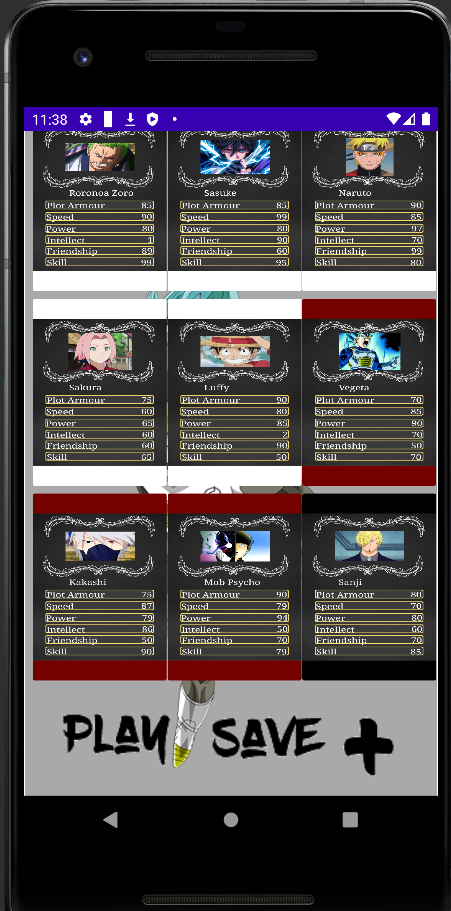 11:38
Roronoa Zoro
Plot Armour 85
Speed 90
Power 80
Intellect 1
Friendship 89
Skill 99
Sasuke
Plot Armour 85
Speed 99
Power 80
Intellect 90
Friendship 60
Skill 95
Naruto
Plot Armour 90
Speed 85
Power 97
Intellect 70
Friendship 99
Skill 80
Sakura
Plot Armour 75
Speed 60
Power 65
Intellect 60
Friendship 60
Skill 65
Luffy
Plot Armour 90
Speed 80
Power 85
Intellect 2
Friendship 90
Skill 50
Vegeta
Plot Armour 70
Speed 85
Power 90
Intellect 70
Friendship 50
Skill 70
Kakashi
Plot Armour 75
Speed 87
Power 79
Intellect 86
Friendship 50
Skill 90
Mob Psycho
Plot Armour 90
Speed 79
Power 94
Intellect 50
Friendship 70
Skill 79
Sanji
Plot Armour 80
Speed 70
Power 80
Intellect 60
Friendship 70
Skill 85
PLAY SAVE +